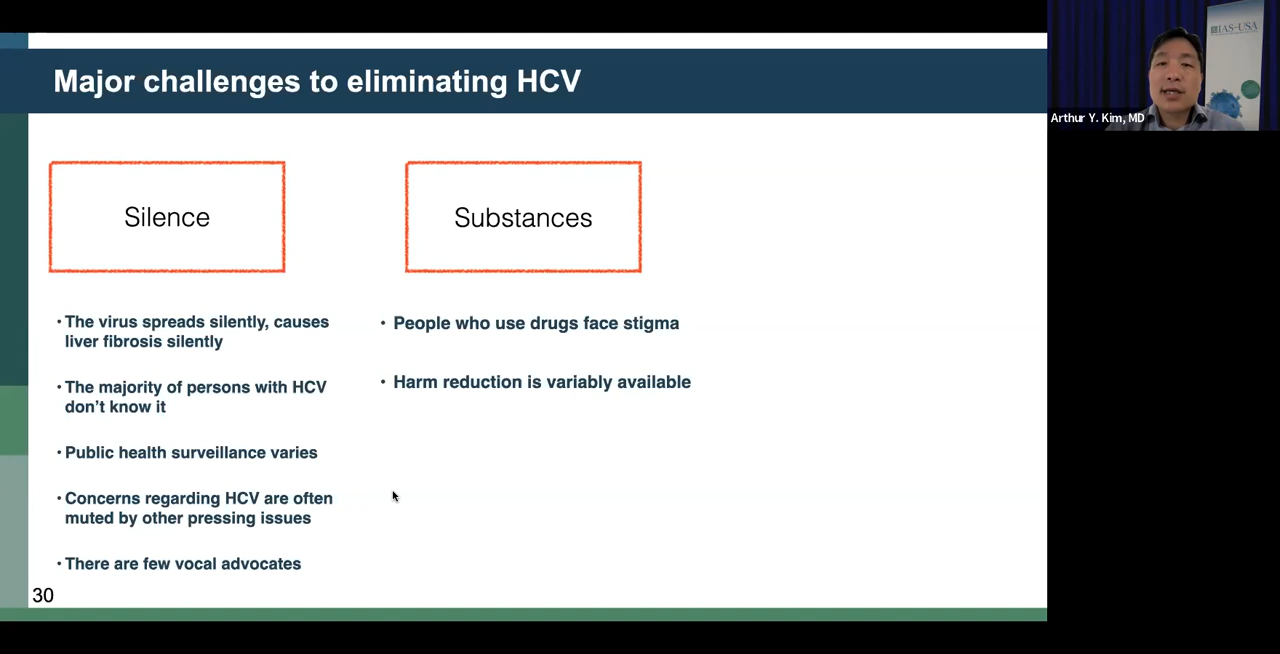 Major challenges to eliminating HCV
Silence
Substances
• The virus spreads silently, causes
liver fibrosis silently
• The majority of persons with HCV
don’t know it
• Public health surveillance varies
• Concerns regarding HCV are often
muted by other pressing issues
• There are few vocal advocates
• People who use drugs face stigma
• Harm reduction is variably available
30
IAS–USA
Arthur Y. Kim, MD